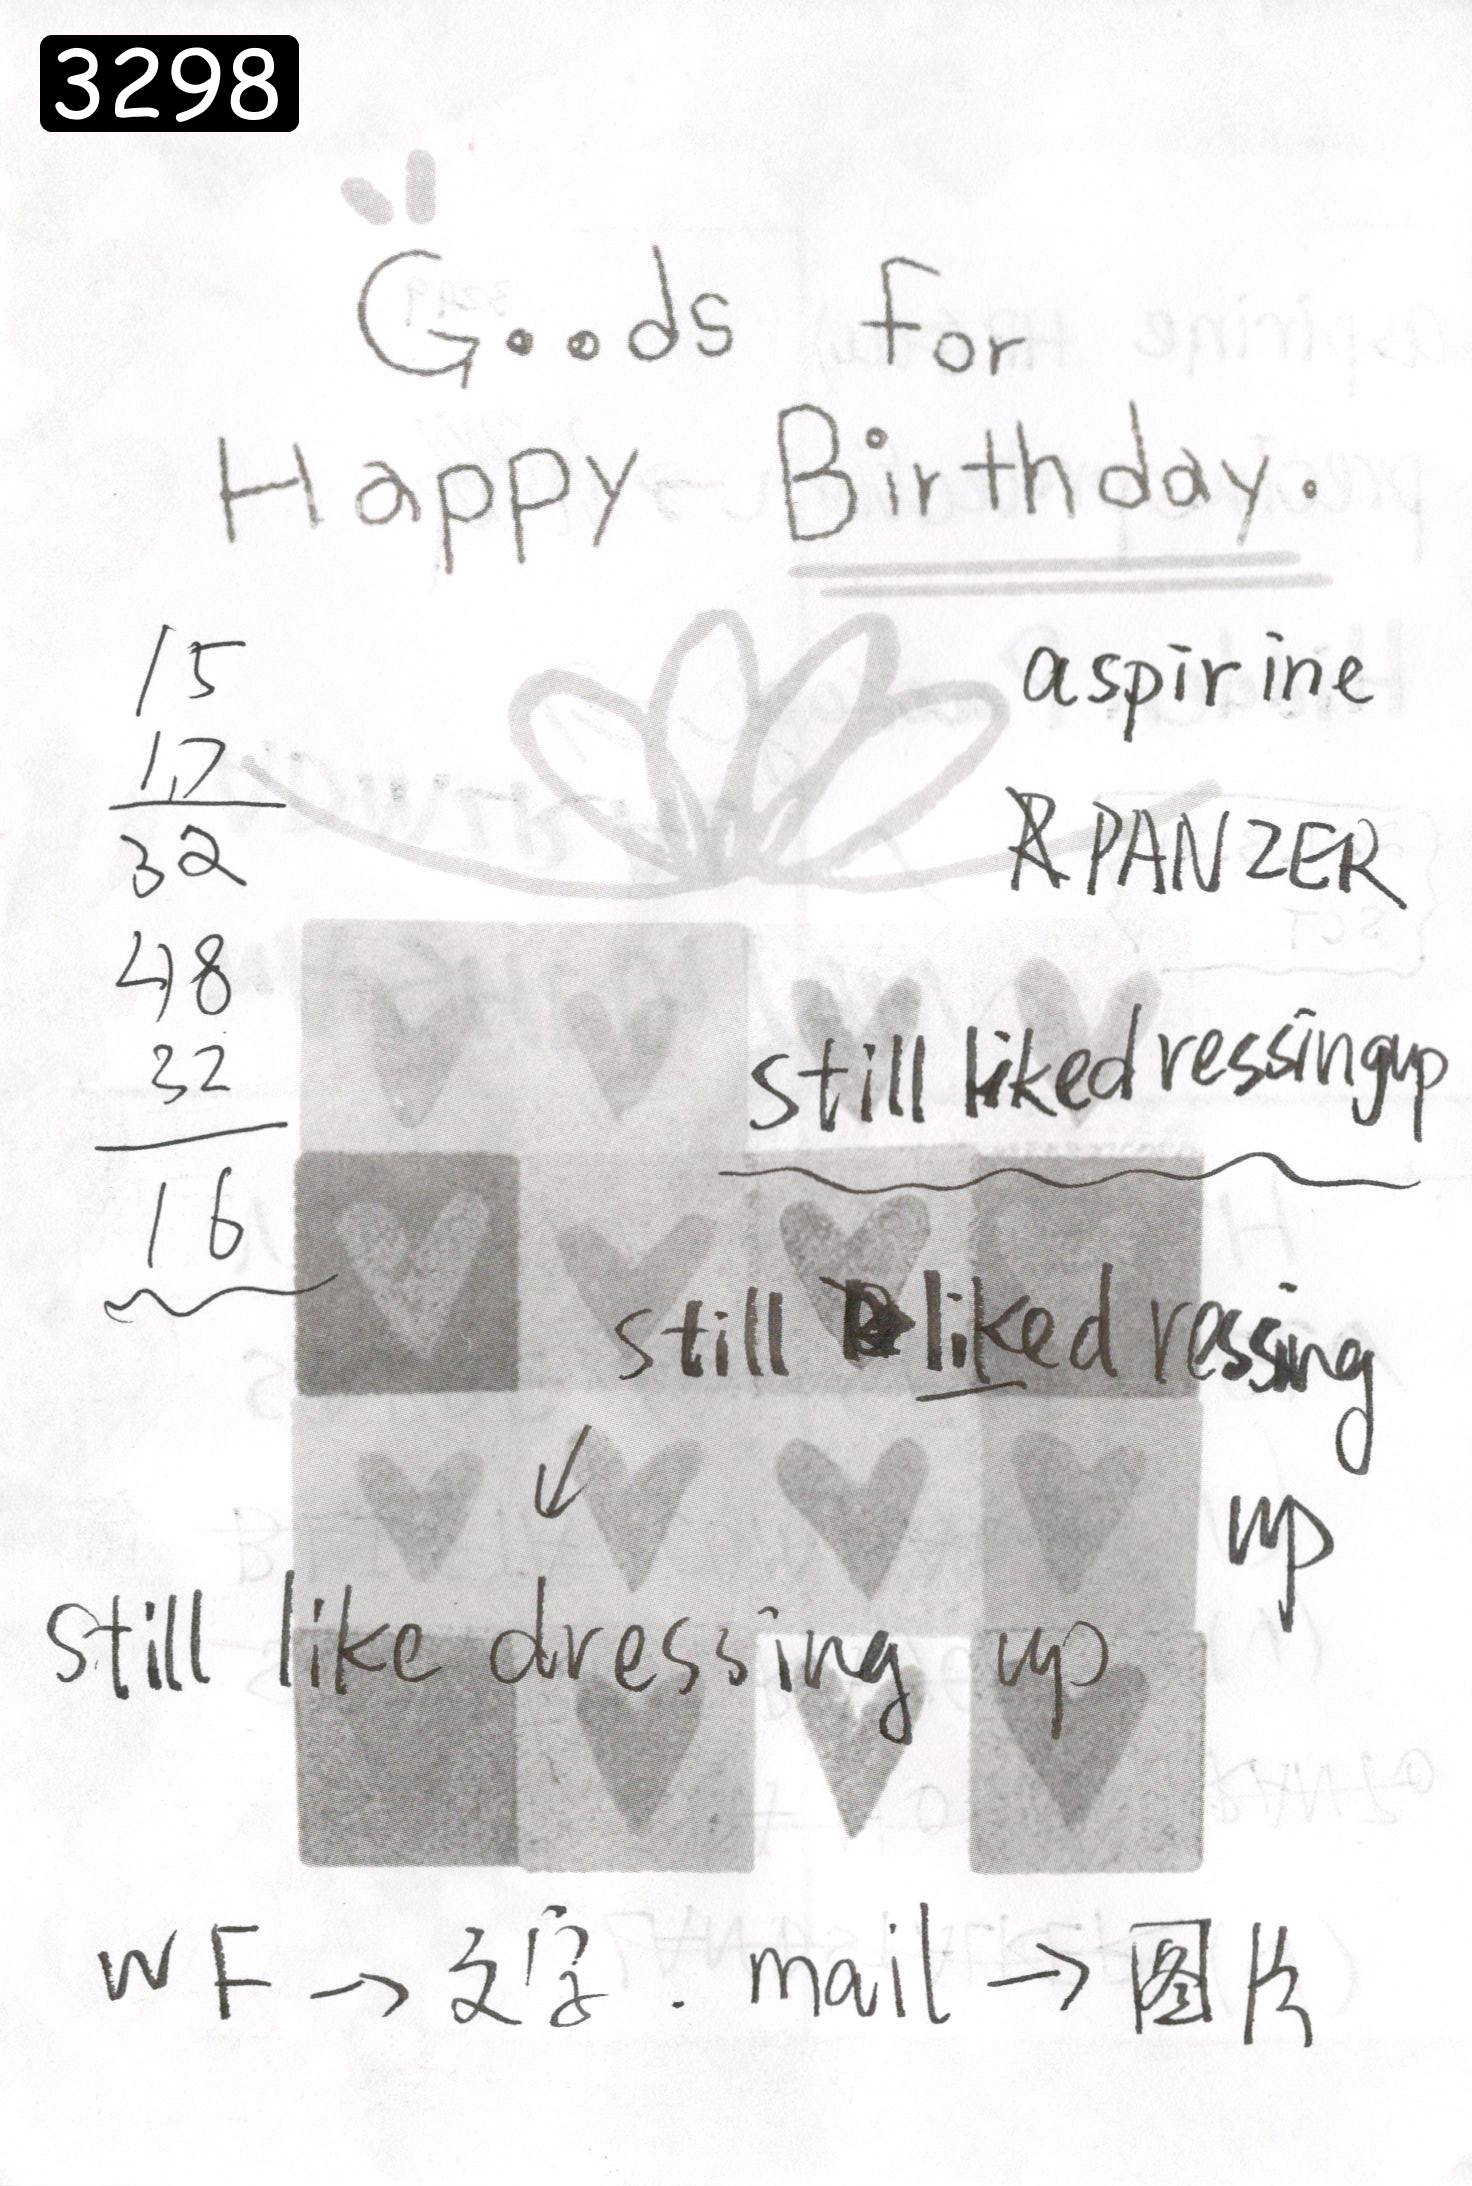 3298
Goods for
Happy Birthday.
15
17
32
48
32
16
aspirine
PANZER
still likedressingup
still likedressing
up
still like dressing up
WF → 文字. mail → 图片